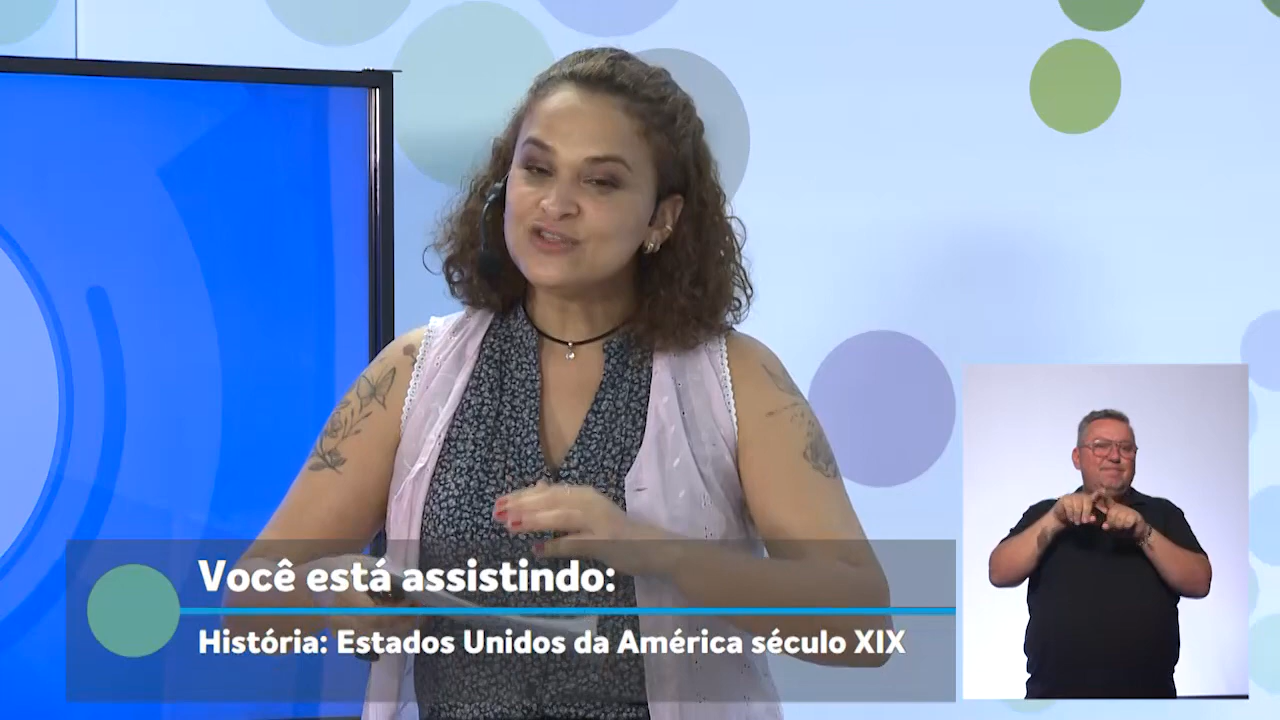 Você está assistindo:
História: Estados Unidos da América século XIX